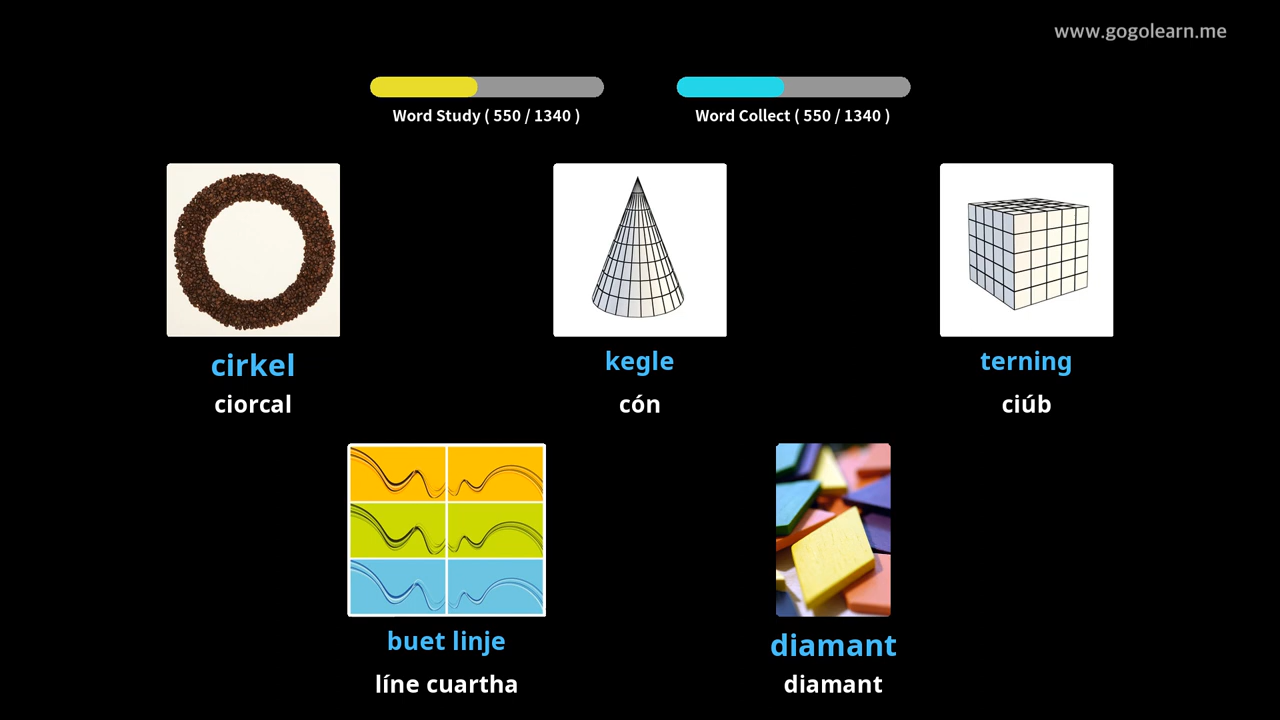 www.gogolearn.me
Word Study ( 550 / 1340 )
Word Collect ( 550 / 1340 )
cirkel
kegle
terning
ciorcal
cón
ciúb
buet linje
diamant
líne cuartha
diamant